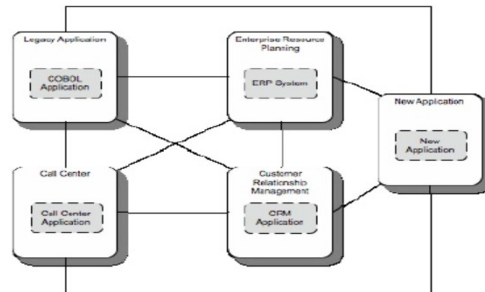 Legacy Application
COBOL
Application
Enterprise Resource
Planning
ERP System
New Application
New
Application
Call Center
Call Center
Application
Customer
Relationship
Management
CRM
Application